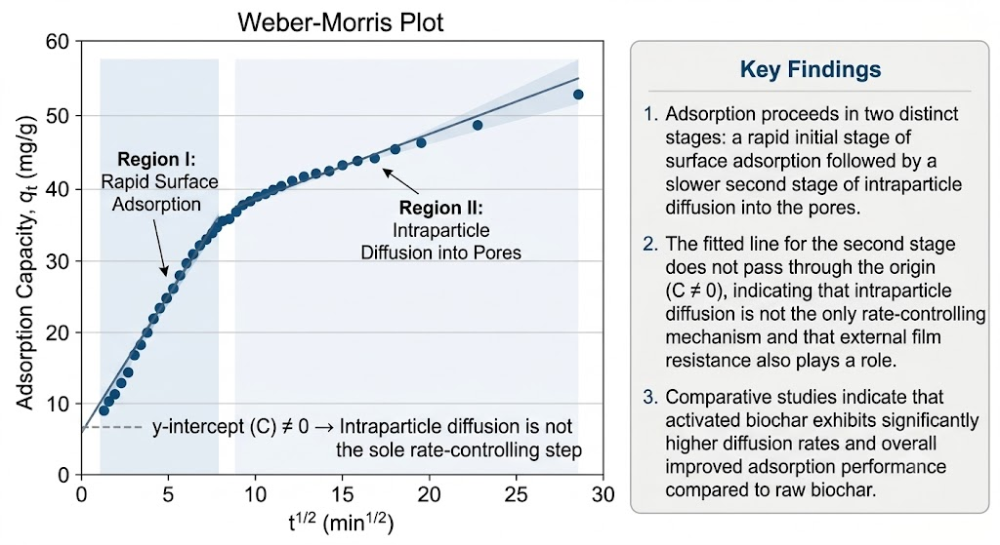 Weber-Morris Plot
60
50
40
30
20
10
0
Adsorption Capacity, qₜ (mg/g)
Region I:
Rapid Surface
Adsorption
Region II:
Intraparticle
Diffusion into Pores
y-intercept (C) ≠ 0 → Intraparticle diffusion is not
the sole rate-controlling step
0 5 10 15 20 25 30
t¹/² (min¹/²)
Key Findings
1. Adsorption proceeds in two distinct
stages: a rapid initial stage of
surface adsorption followed by a
slower second stage of intraparticle
diffusion into the pores.
2. The fitted line for the second stage
does not pass through the origin
(C ≠ 0), indicating that intraparticle
diffusion is not the only rate-controlling
mechanism and that external film
resistance also plays a role.
3. Comparative studies indicate that
activated biochar exhibits significantly
higher diffusion rates and overall
improved adsorption performance
compared to raw biochar.